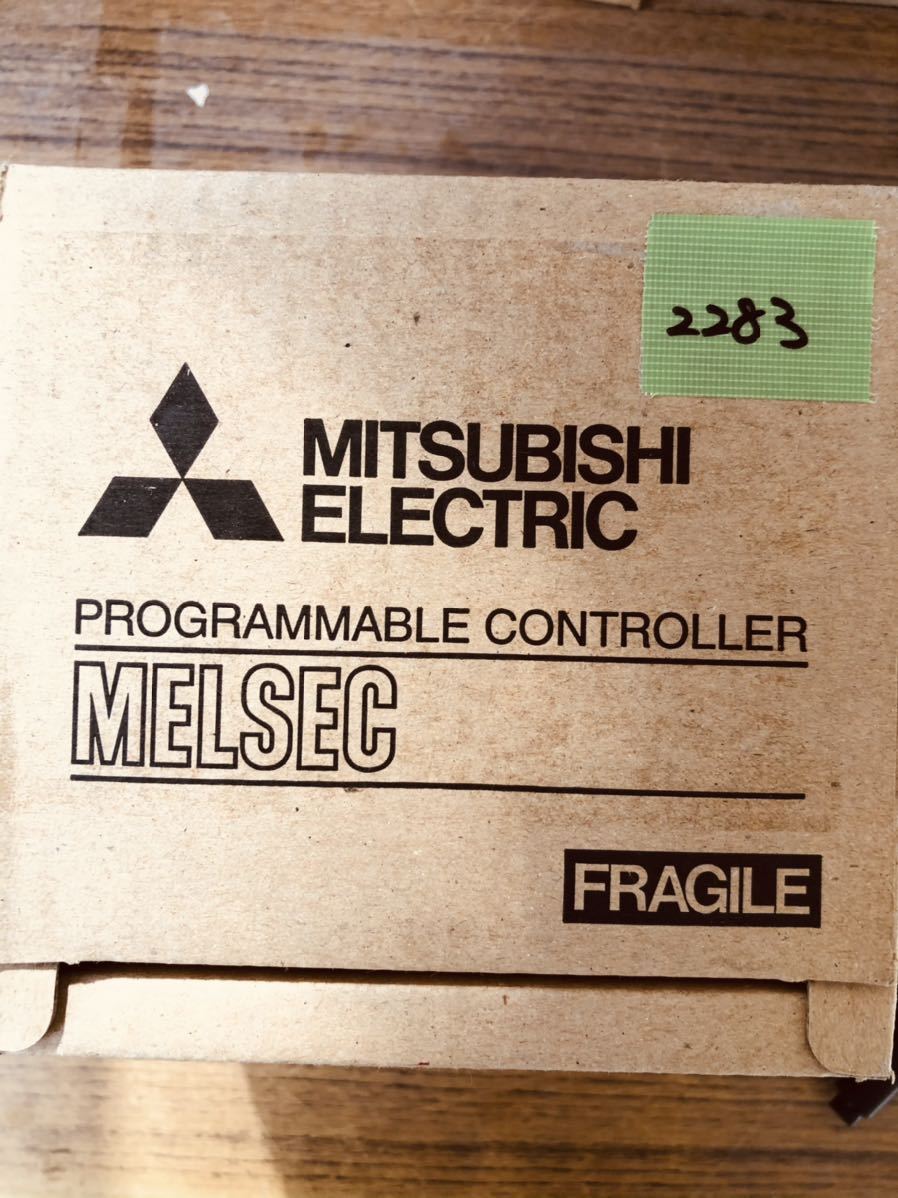 2283
MITSUBISHI
ELECTRIC
PROGRAMMABLE CONTROLLER
MELSEC
FRAGILE